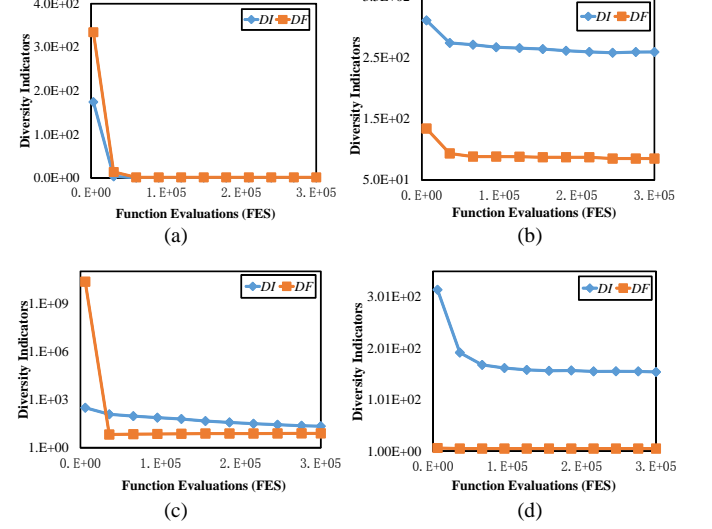 4.0E+02
3.0E+02
2.0E+02
1.0E+02
0.0E+00
Diversity Indicators
DI DF
0.E+00 1.E+05 2.E+05 3.E+05
Function Evaluations (FES)
(a)
2.5E+02
1.5E+02
5.0E+01
Diversity Indicators
DI DF
0.E+00 1.E+05 2.E+05 3.E+05
Function Evaluations (FES)
(b)
1.E+09
1.E+06
1.E+03
1.E+00
Diversity Indicators
DI DF
0.E+00 1.E+05 2.E+05 3.E+05
Function Evaluations (FES)
(c)
3.01E+02
2.01E+02
1.01E+02
1.00E+00
Diversity Indicators
DI DF
0.E+00 1.E+05 2.E+05 3.E+05
Function Evaluations (FES)
(d)